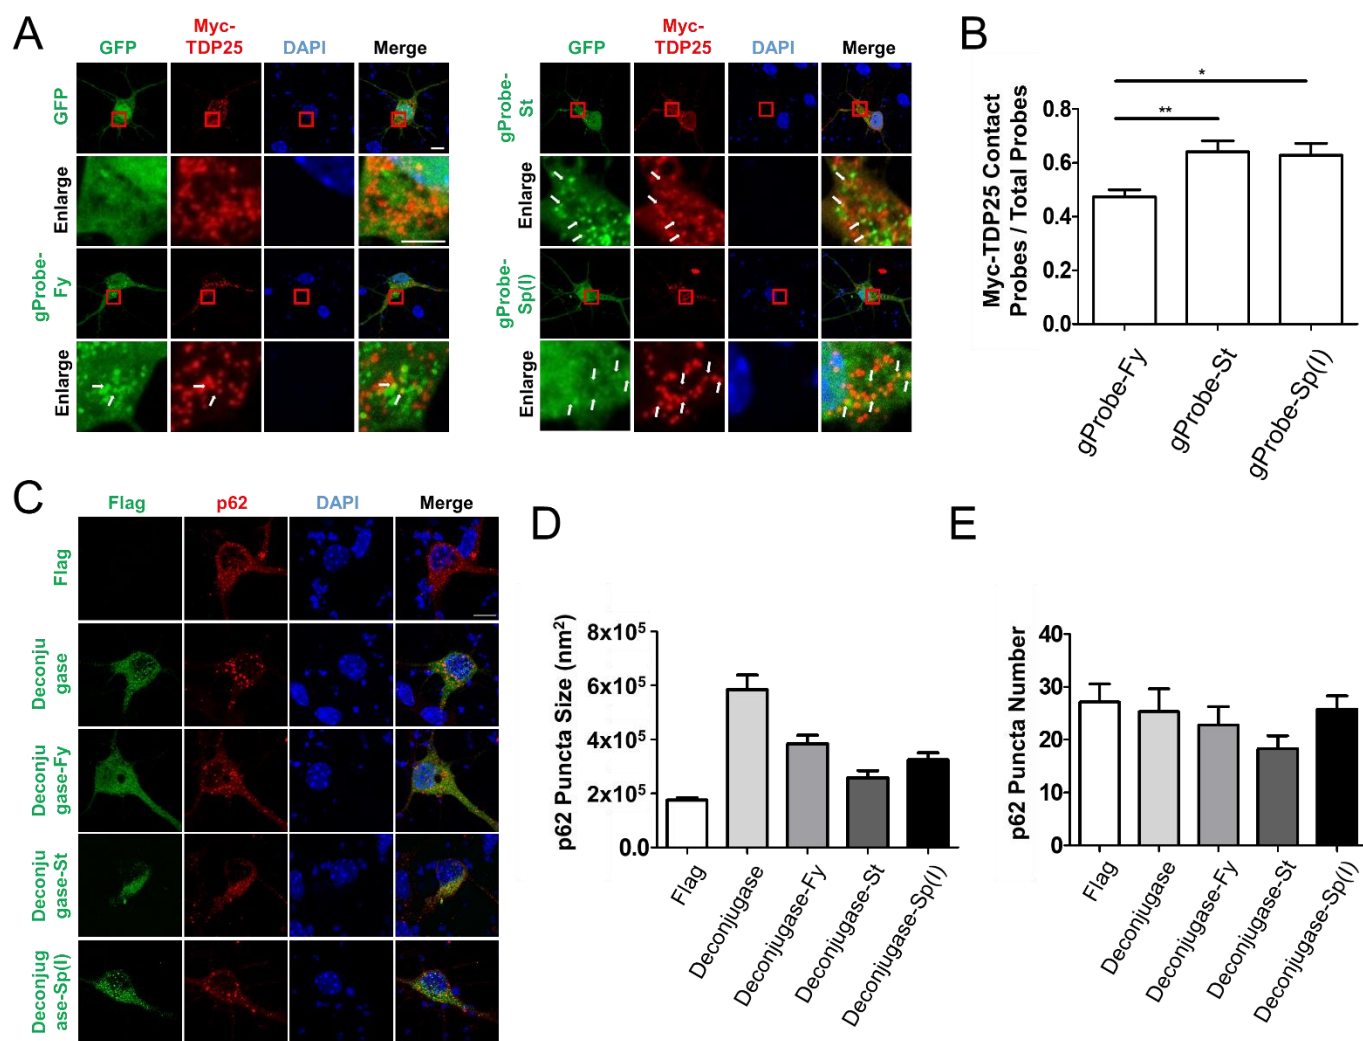 A
GFP
Myc-
TDP25
DAPI
Merge
GFP
Enlarge
gProbe-
Fy
Enlarge
GFP
Myc-
TDP25
DAPI
Merge
gProbe-
St
Enlarge
gProbe-
Sp(I)
Enlarge
B
Myc-TDP25 Contact
Probes / Total Probes
0.8
0.6
0.4
0.2
0.0
*
**
gProbe-Fy
gProbe-St
gProbe-Sp(I)
C
Flag
p62
DAPI
Merge
Flag
Deconju
gase
Deconju
gase-Fy
Deconju
gase-St
Deconjug
ase-Sp(I)
D
p62 Puncta Size (nm²)
8x10⁵
6x10⁵
4x10⁵
2x10⁵
0.0
Flag
Deconjugase
Deconjugase-Fy
Deconjugase-St
Deconjugase-Sp(I)
E
p62 Puncta Number
40
30
20
10
0
Flag
Deconjugase
Deconjugase-Fy
Deconjugase-St
Deconjugase-Sp(I)